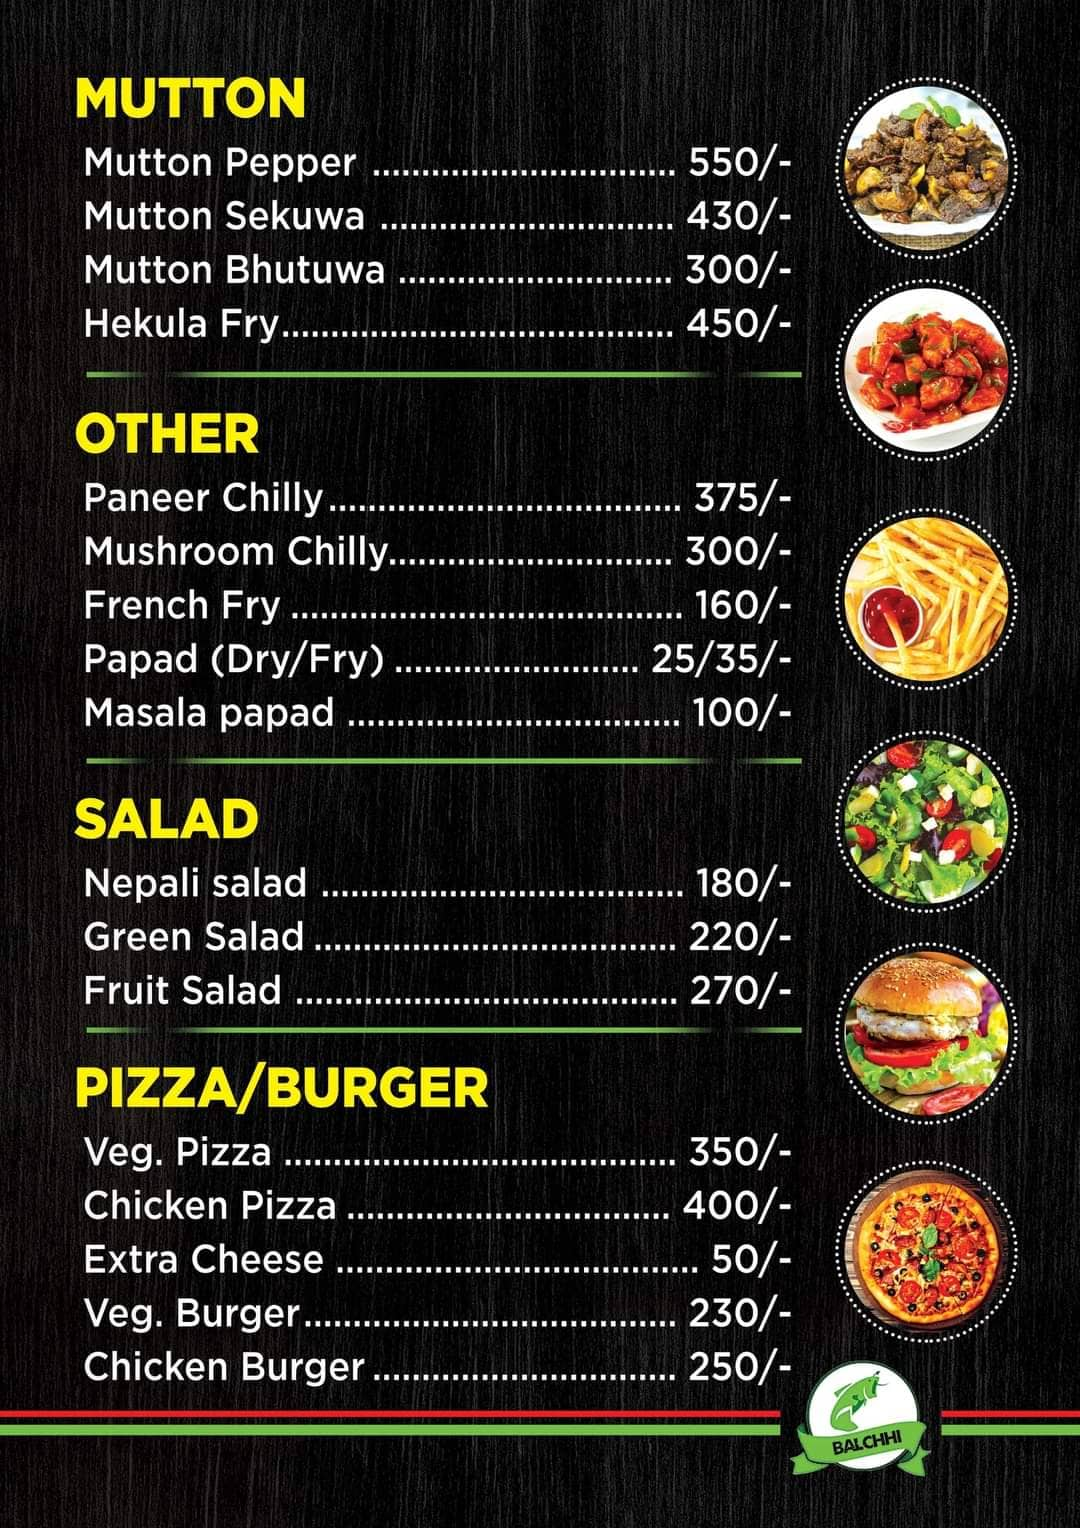 MUTTON
Mutton Pepper .............................. 550/-
Mutton Sekuwa ............................. 430/-
Mutton Bhutuwa ........................... 300/-
Hekula Fry....................................... 450/-
OTHER
Paneer Chilly................................... 375/-
Mushroom Chilly............................ 300/-
French Fry ....................................... 160/-
Papad (Dry/Fry) ........................ 25/35/-
Masala papad ................................. 100/-
SALAD
Nepali salad .................................... 180/-
Green Salad .................................... 220/-
Fruit Salad ...................................... 270/-
PIZZA/BURGER
Veg. Pizza ....................................... 350/-
Chicken Pizza ................................ 400/-
Extra Cheese .................................... 50/-
Veg. Burger..................................... 230/-
Chicken Burger .............................. 250/-
BALCHHI